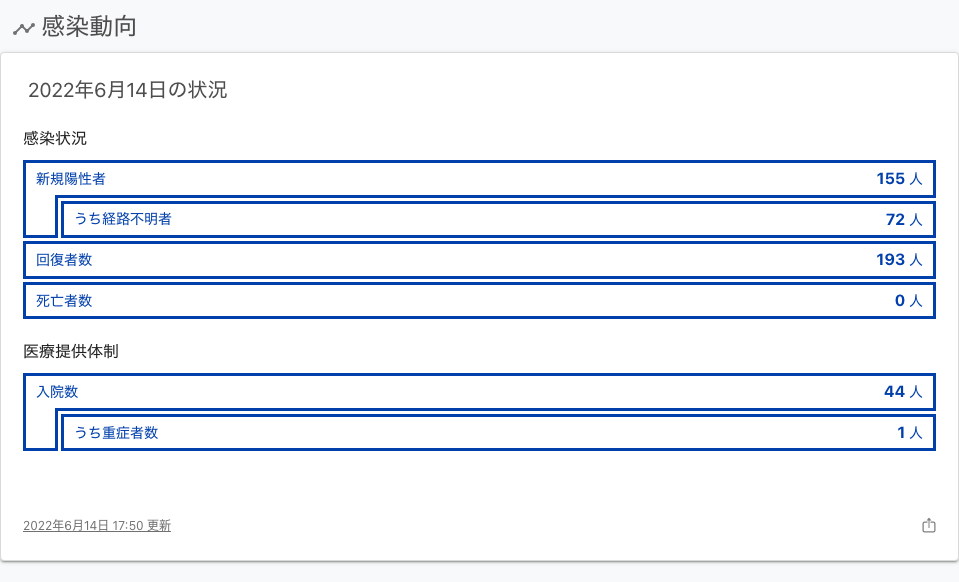 感染動向
2022年6月14日の状況
感染状況
新規陽性者 155 人
うち経路不明者 72 人
回復者数 193 人
死亡者数 0 人
医療提供体制
入院数 44 人
うち重症者数 1 人
2022年6月14日 17:50 更新